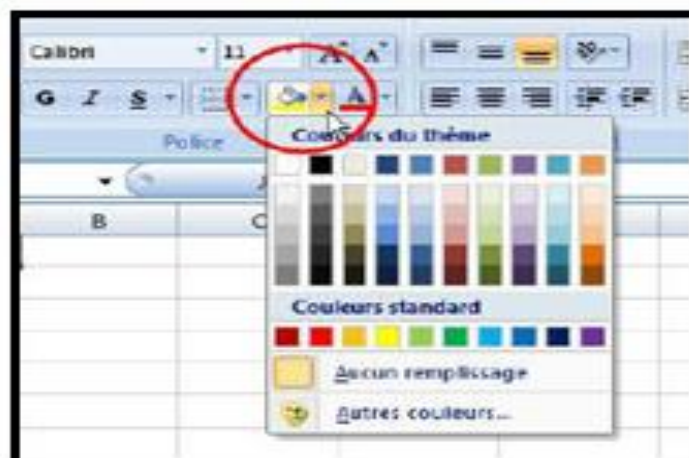 Calibri 11 A A
G I S A
Police
Couleurs du thème
B C
Couleurs standard
Aucun remplissage
Autres couleurs...